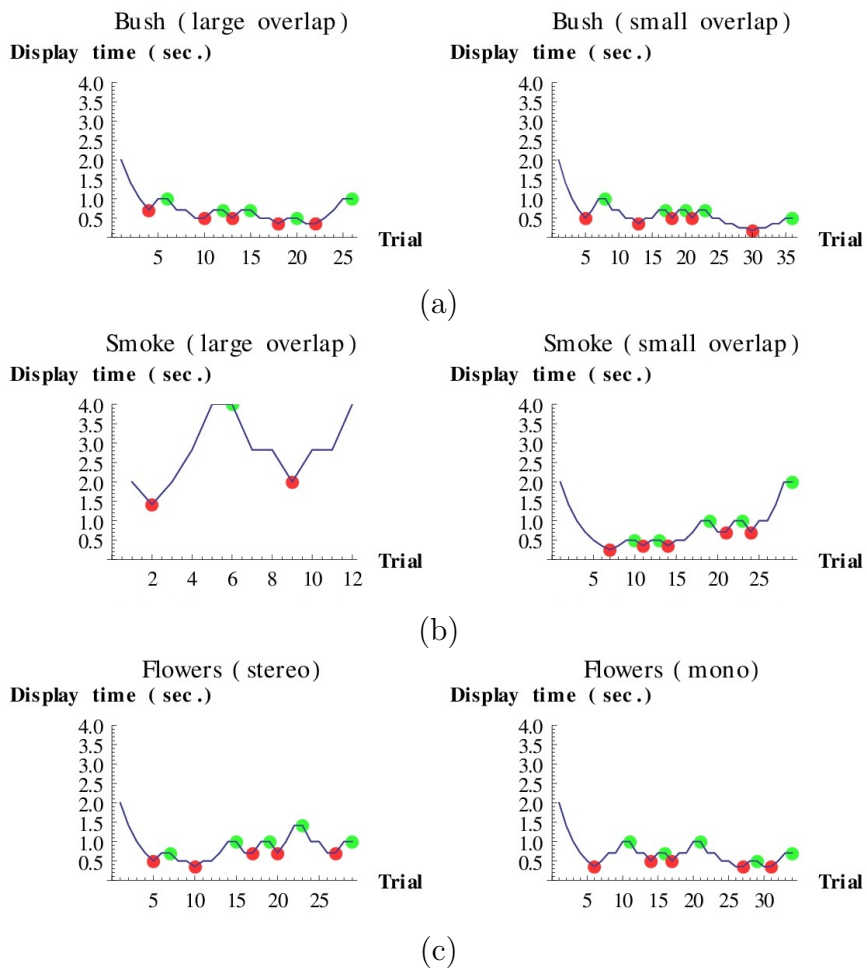 Bush ( large overlap)
Display time ( sec.)
4.0
3.5
3.0
2.5
2.0
1.5
1.0
0.5
5 10 15 20 25
Trial
Bush ( small overlap)
Display time ( sec.)
4.0
3.5
3.0
2.5
2.0
1.5
1.0
0.5
5 10 15 20 25 30 35
Trial
(a)
Smoke ( large overlap)
Display time ( sec.)
4.0
3.5
3.0
2.5
2.0
1.5
1.0
0.5
2 4 6 8 10 12
Trial
Smoke ( small overlap)
Display time ( sec.)
4.0
3.5
3.0
2.5
2.0
1.5
1.0
0.5
5 10 15 20 25
Trial
(b)
Flowers ( stereo)
Display time ( sec.)
4.0
3.5
3.0
2.5
2.0
1.5
1.0
0.5
5 10 15 20 25
Trial
Flowers ( mono)
Display time ( sec.)
4.0
3.5
3.0
2.5
2.0
1.5
1.0
0.5
5 10 15 20 25 30
Trial
(c)